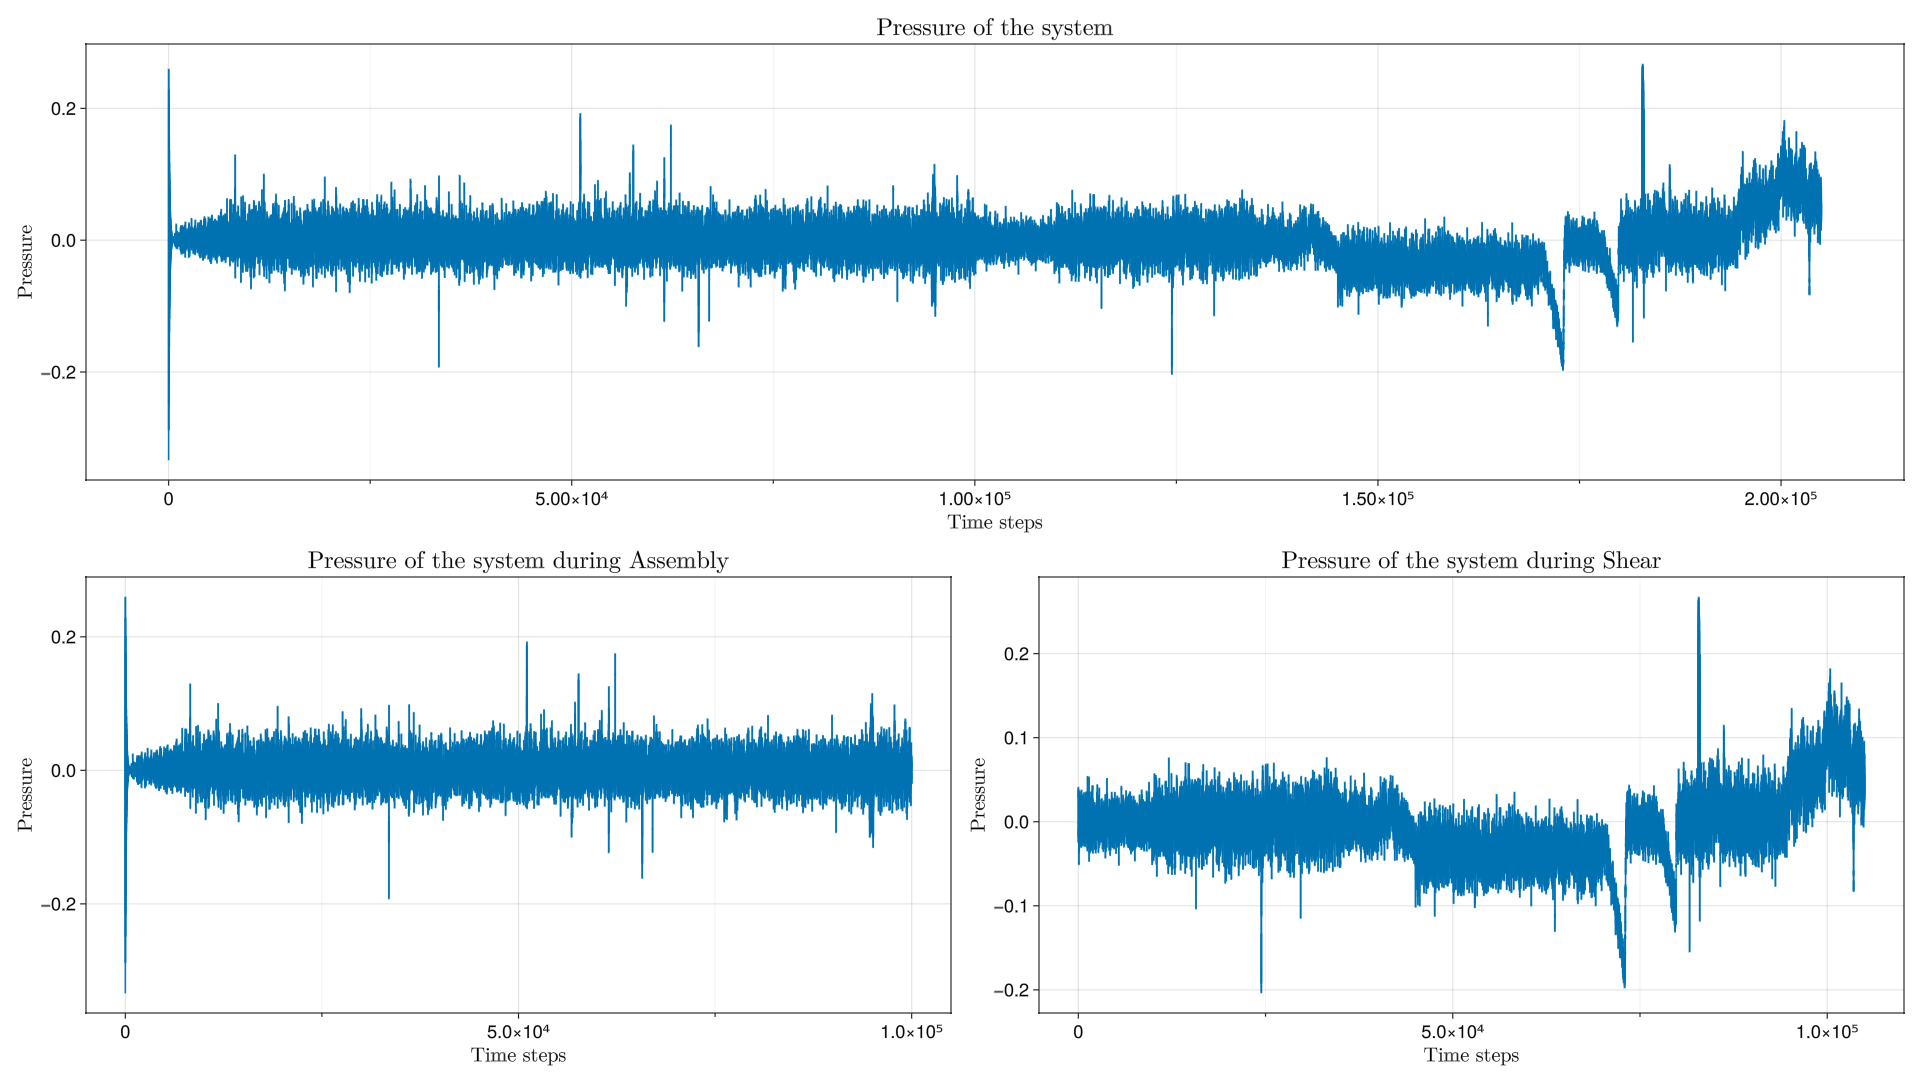 Pressure of the system
Pressure
0.2
0.0
−0.2
0
5.00×10⁴
1.00×10⁵
1.50×10⁵
2.00×10⁵
Time steps
Pressure of the system during Assembly
Pressure
0.2
0.0
−0.2
0
5.0×10⁴
1.0×10⁵
Time steps
Pressure of the system during Shear
Pressure
0.2
0.1
0.0
−0.1
−0.2
0
5.0×10⁴
1.0×10⁵
Time steps